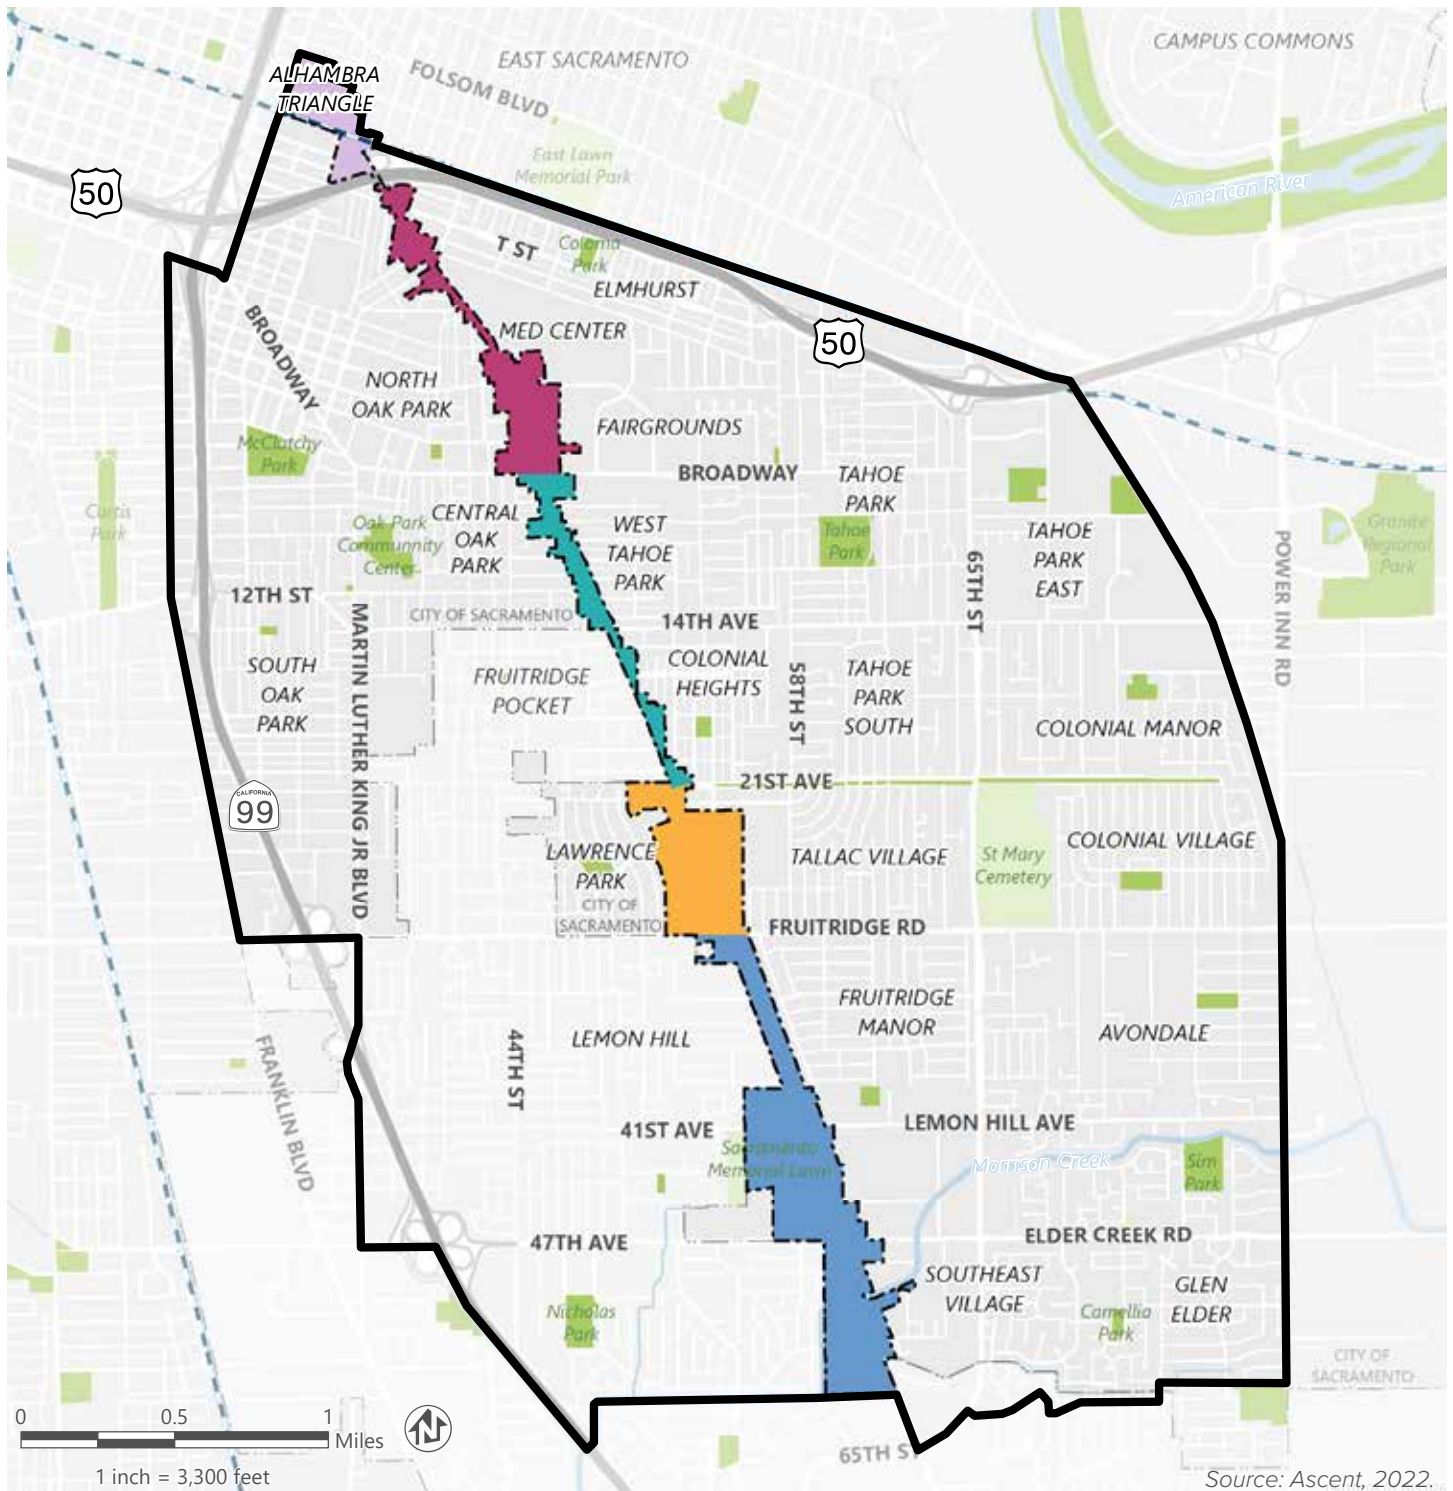 CAMPUS COMMONS
EAST SACRAMENTO
FOLSOM BLVD
ALHAMBRA
TRIANGLE
East Lawn
Memorial Park
American River
50
T ST
Coloma
Park
ELMHURST
MED CENTER
50
BROADWAY
NORTH
OAK PARK
FAIRGROUNDS
McClatchy
Park
BROADWAY
TAHOE
PARK
Curtis
Park
Oak Park
Communnity
Center
CENTRAL
OAK
PARK
WEST
TAHOE
PARK
Tahoe
Park
TAHOE
PARK
EAST
Granite
Regional
Park
65TH ST
POWER INN RD
12TH ST
CITY OF SACRAMENTO
14TH AVE
MARTIN LUTHER KING JR BLVD
SOUTH
OAK
PARK
FRUITRIDGE
POCKET
COLONIAL
HEIGHTS
58TH ST
TAHOE
PARK
SOUTH
COLONIAL MANOR
21ST AVE
CALIFORNIA
99
LAWRENCE
PARK
CITY OF
SACRAMENTO
TALLAC VILLAGE
St Mary
Cemetery
COLONIAL VILLAGE
FRUITRIDGE RD
FRUITRIDGE
MANOR
AVONDALE
LEMON HILL
44TH ST
FRANKLIN BLVD
41ST AVE
LEMON HILL AVE
Sacramento
Memorial Lawn
Morrison Creek
Sim
Park
47TH AVE
ELDER CREEK RD
SOUTHEAST
VILLAGE
GLEN
ELDER
Nicholas
Park
Camellia
Park
CITY OF
SACRAMENTO
65TH ST
0 0.5 1
Miles
N
1 inch = 3,300 feet
Source: Ascent, 2022.